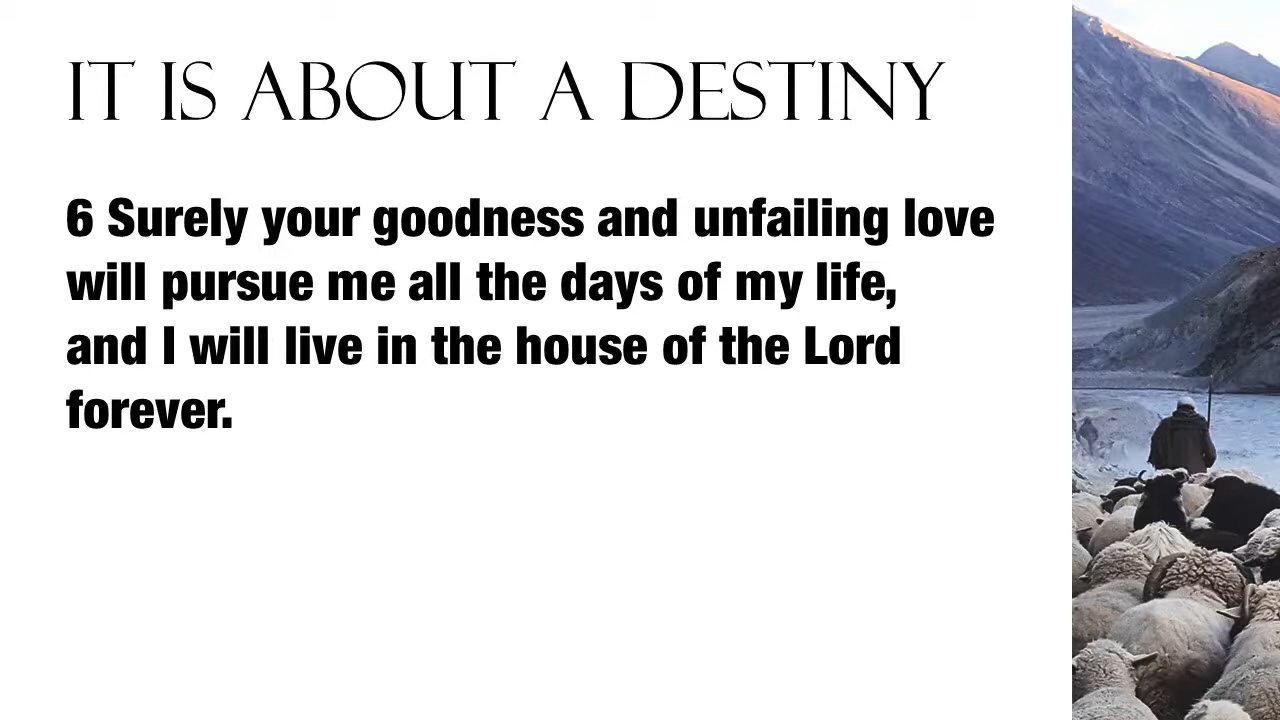 IT IS ABOUT A DESTINY
6 Surely your goodness and unfailing love
will pursue me all the days of my life,
and I will live in the house of the Lord
forever.